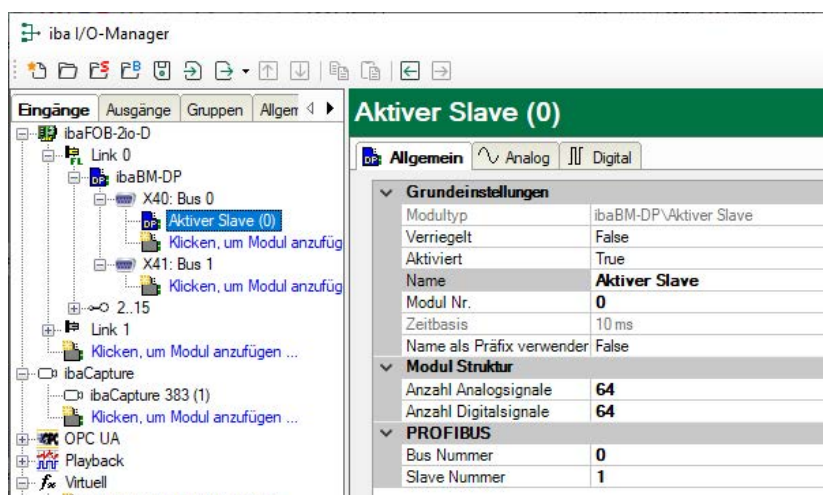 iba I/O-Manager
Eingänge Ausgänge Gruppen Allgem
ibaFOB-2io-D
Link 0
ibaBM-DP
X40: Bus 0
Aktiver Slave (0)
Klicken, um Modul anzufüg
X41: Bus 1
Klicken, um Modul anzufüg
2..15
Link 1
Klicken, um Modul anzufügen ...
ibaCapture
ibaCapture 383 (1)
Klicken, um Modul anzufügen ...
OPC UA
Playback
Virtuell
Aktiver Slave (0)
Allgemein Analog Digital
Grundeinstellungen
Modultyp ibaBM-DP\Aktiver Slave
Verriegelt False
Aktiviert True
Name Aktiver Slave
Modul Nr. 0
Zeitbasis 10 ms
Name als Präfix verwender False
Modul Struktur
Anzahl Analogsignale 64
Anzahl Digitalsignale 64
PROFIBUS
Bus Nummer 0
Slave Nummer 1